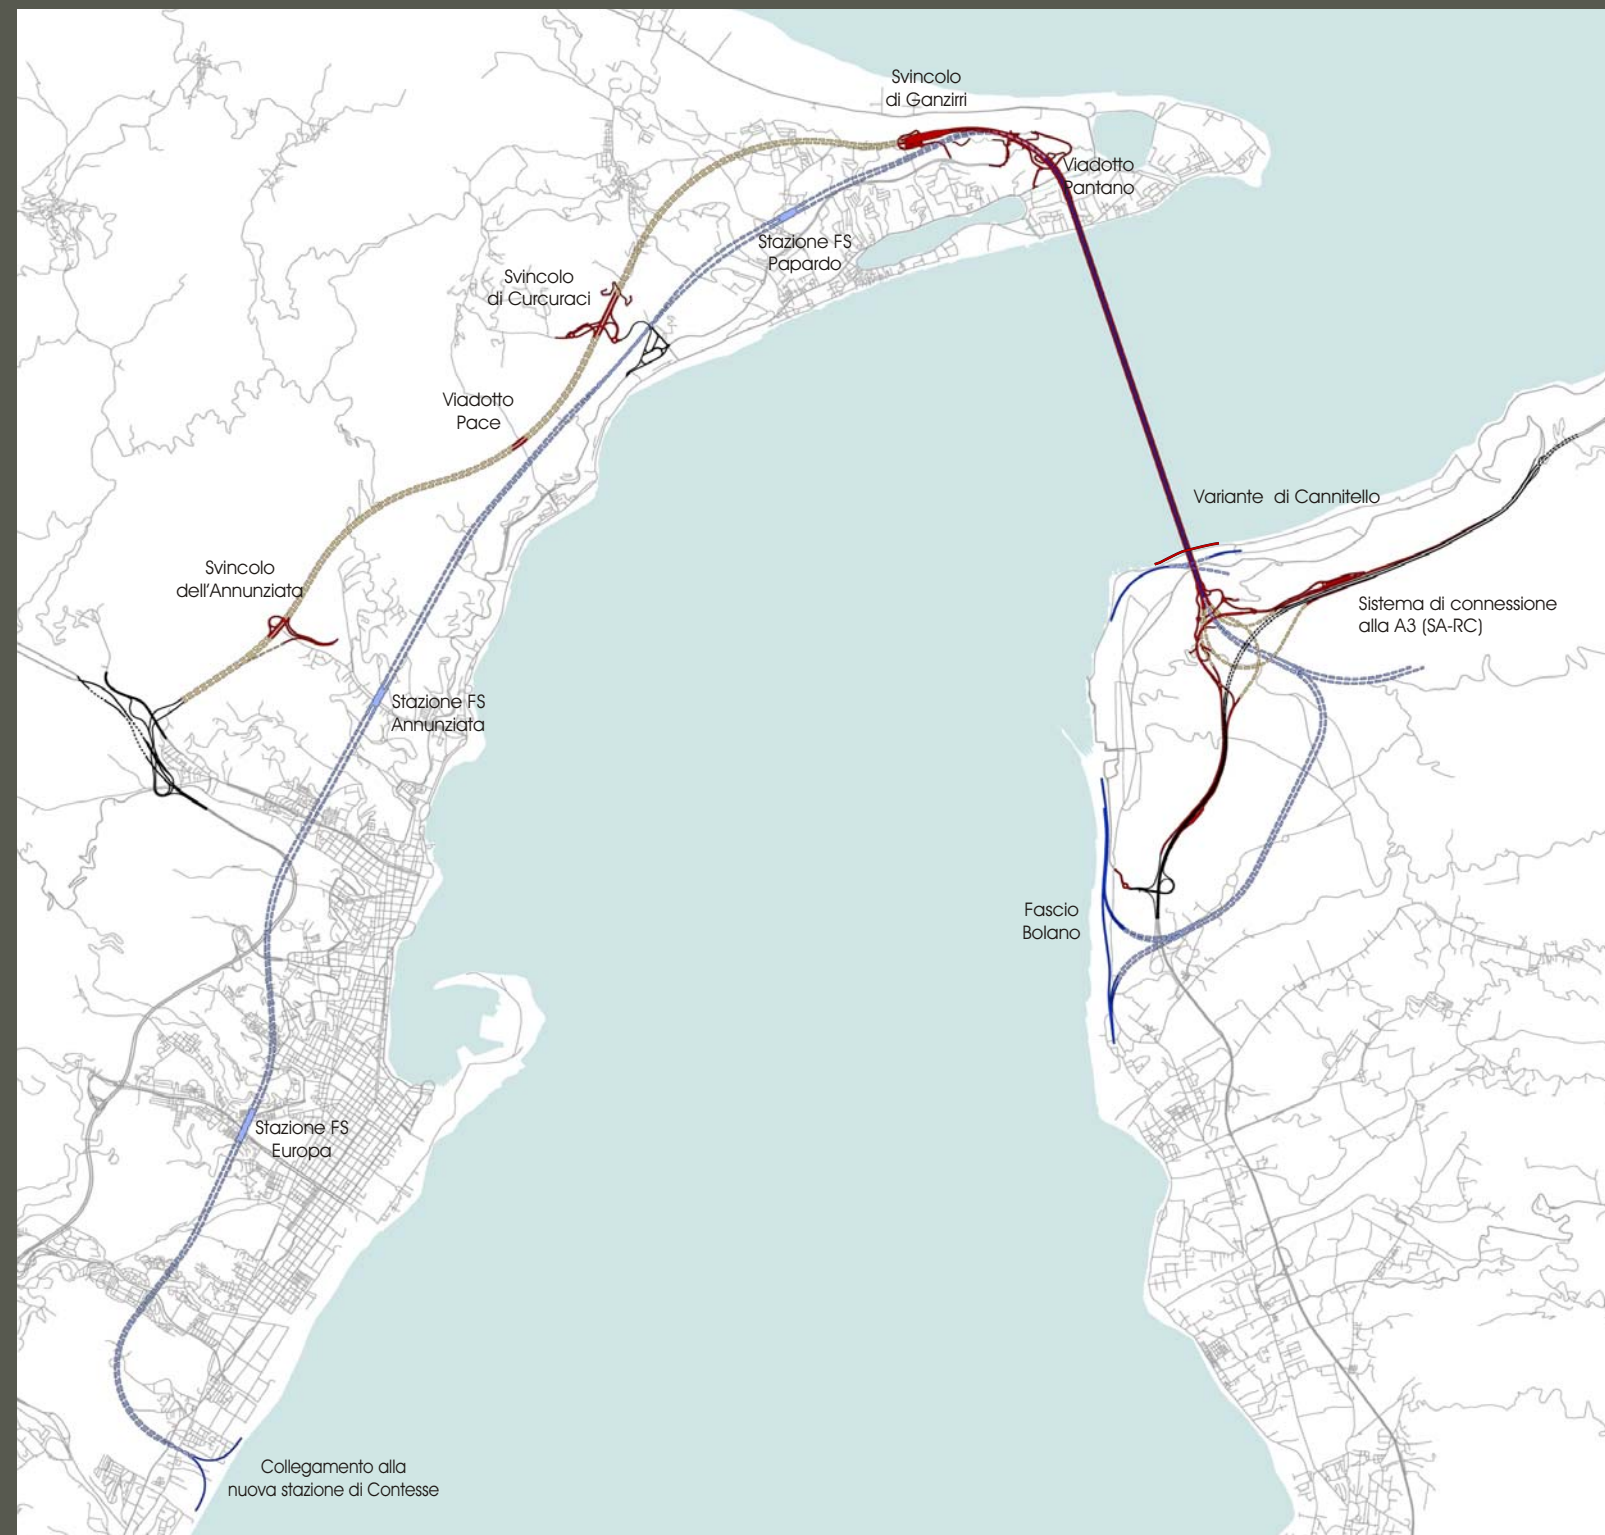 Svincolo
di Ganzirri
Viadotto
Pantano
Stazione FS
Papardo
Svincolo
di Curcuraci
Viadotto
Pace
Variante di Cannitello
Svincolo
dell'Annunziata
Sistema di connessione
alla A3 (SA-RC)
Stazione FS
Annunziata
Fascio
Bolano
Stazione FS
Europa
Collegamento alla
nuova stazione di Contesse